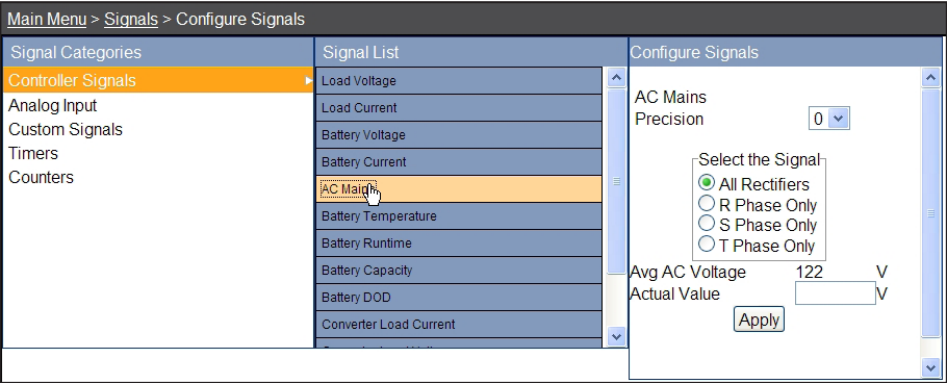 Main Menu > Signals > Configure Signals
Signal Categories
Controller Signals
Analog Input
Custom Signals
Timers
Counters
Signal List
Load Voltage
Load Current
Battery Voltage
Battery Current
AC Mains
Battery Temperature
Battery Runtime
Battery Capacity
Battery DOD
Converter Load Current
Configure Signals
AC Mains
Precision 0
Select the Signal
All Rectifiers
R Phase Only
S Phase Only
T Phase Only
Avg AC Voltage 122 V
Actual Value V
Apply